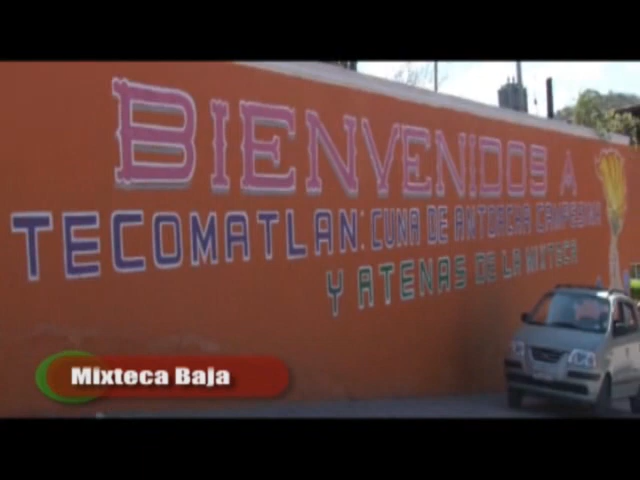 BIENVENIDOS A
TECOMATLAN: CUNA DE ANTORCHA CAMPESINA
Y ATENAS DE LA MIXTECA
Mixteca Baja